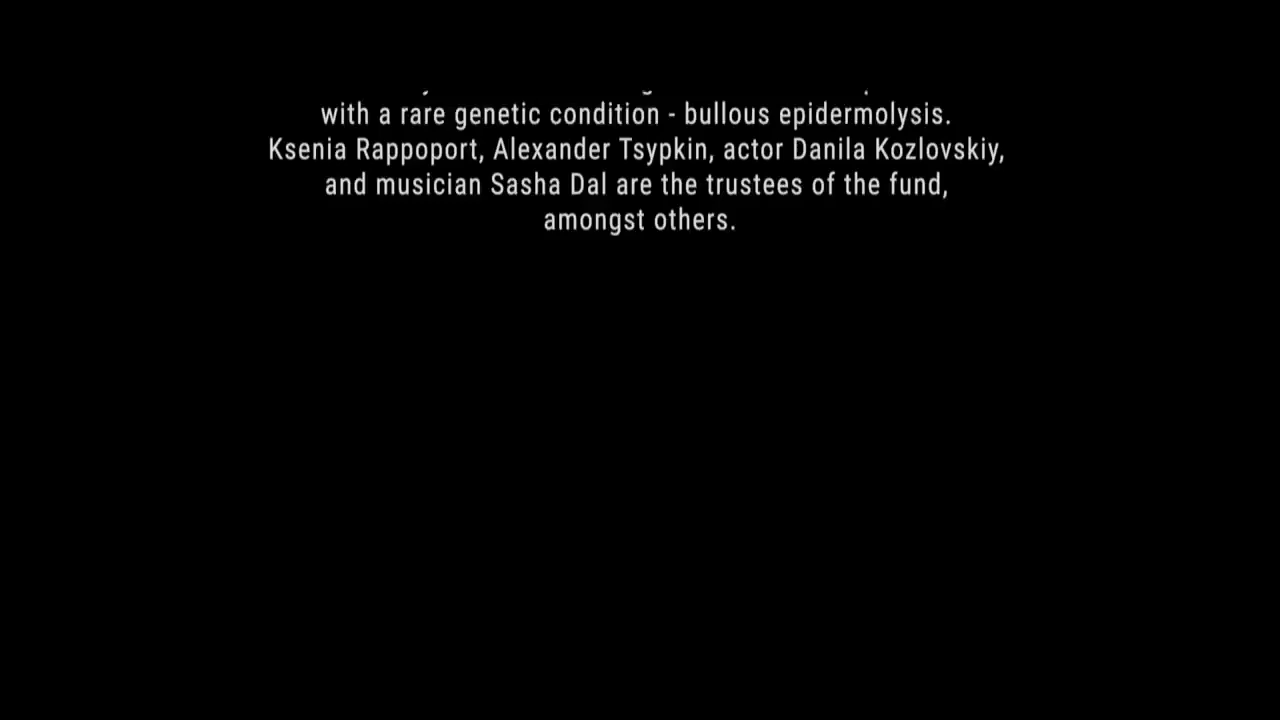 with a rare genetic condition - bullous epidermolysis.
Ksenia Rappoport, Alexander Tsypkin, actor Danila Kozlovskiy,
and musician Sasha Dal are the trustees of the fund,
amongst others.